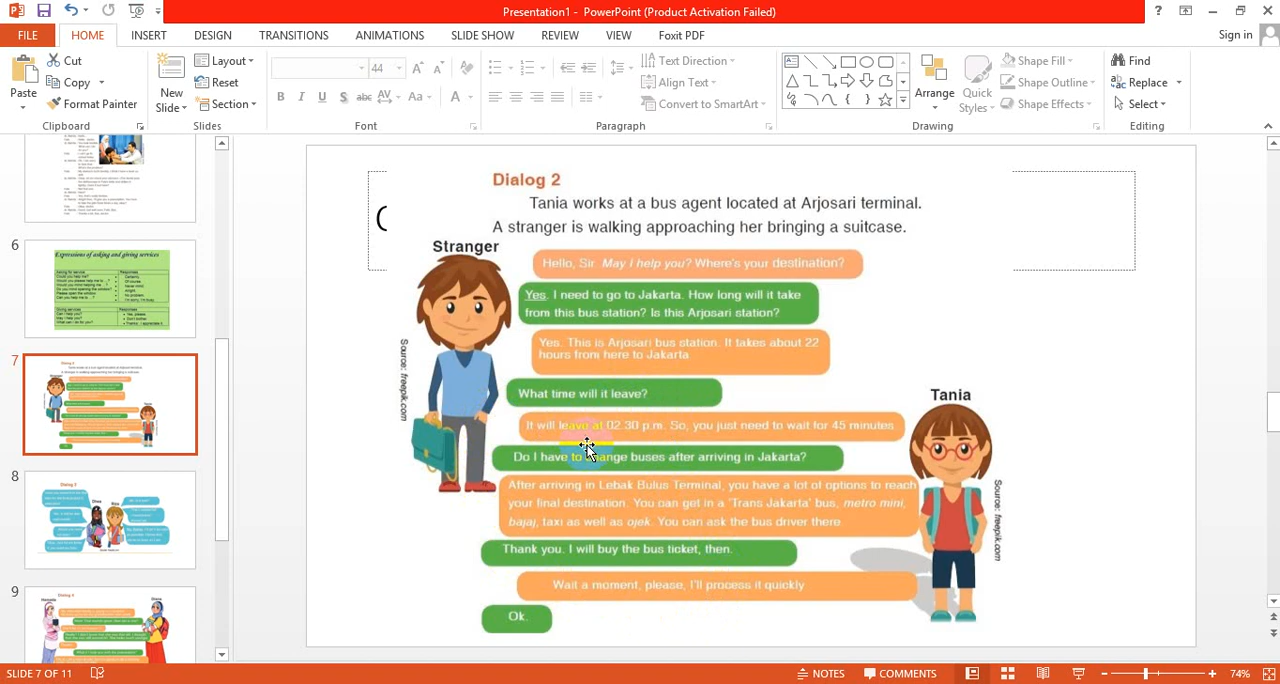 Presentation1 - PowerPoint (Product Activation Failed)
FILE HOME INSERT DESIGN TRANSITIONS ANIMATIONS SLIDE SHOW REVIEW VIEW Foxit PDF Sign in
Cut
Copy
Format Painter
Paste
Clipboard
New Slide
Layout
Reset
Section
Slides
44
Font
Text Direction
Align Text
Convert to SmartArt
Paragraph
Arrange
Quick Styles
Shape Fill
Shape Outline
Shape Effects
Drawing
Find
Replace
Select
Editing
6
Expressions of asking and giving services
7
8
9
Dialog 2
Tania works at a bus agent located at Arjosari terminal.
A stranger is walking approaching her bringing a suitcase.
Stranger
Hello, Sir. May i help you? Where's your destination?
Yes. I need to go to Jakarta. How long will it take
from this bus station? Is this Arjosari station?
Yes. This is Arjosari bus station. It takes about 22
hours from here to Jakarta
What time will it leave?
Tania
It will leave at 02.30 p.m. So, you just need to wait for 45 minutes.
Do I have to change buses after arriving in Jakarta?
After arriving in Lebak Bulus Terminal, you have a lot of options to reach
your final destination. You can get in a 'Trans Jakarta' bus, metro mini,
bajaj, taxi as well as ojek. You can ask the bus driver there.
Thank you. I will buy the bus ticket, then.
Wait a moment, please, I'll process it quickly
Ok.
Source: freepik.com
Source: freepik.com
SLIDE 7 OF 11
NOTES
COMMENTS
74%